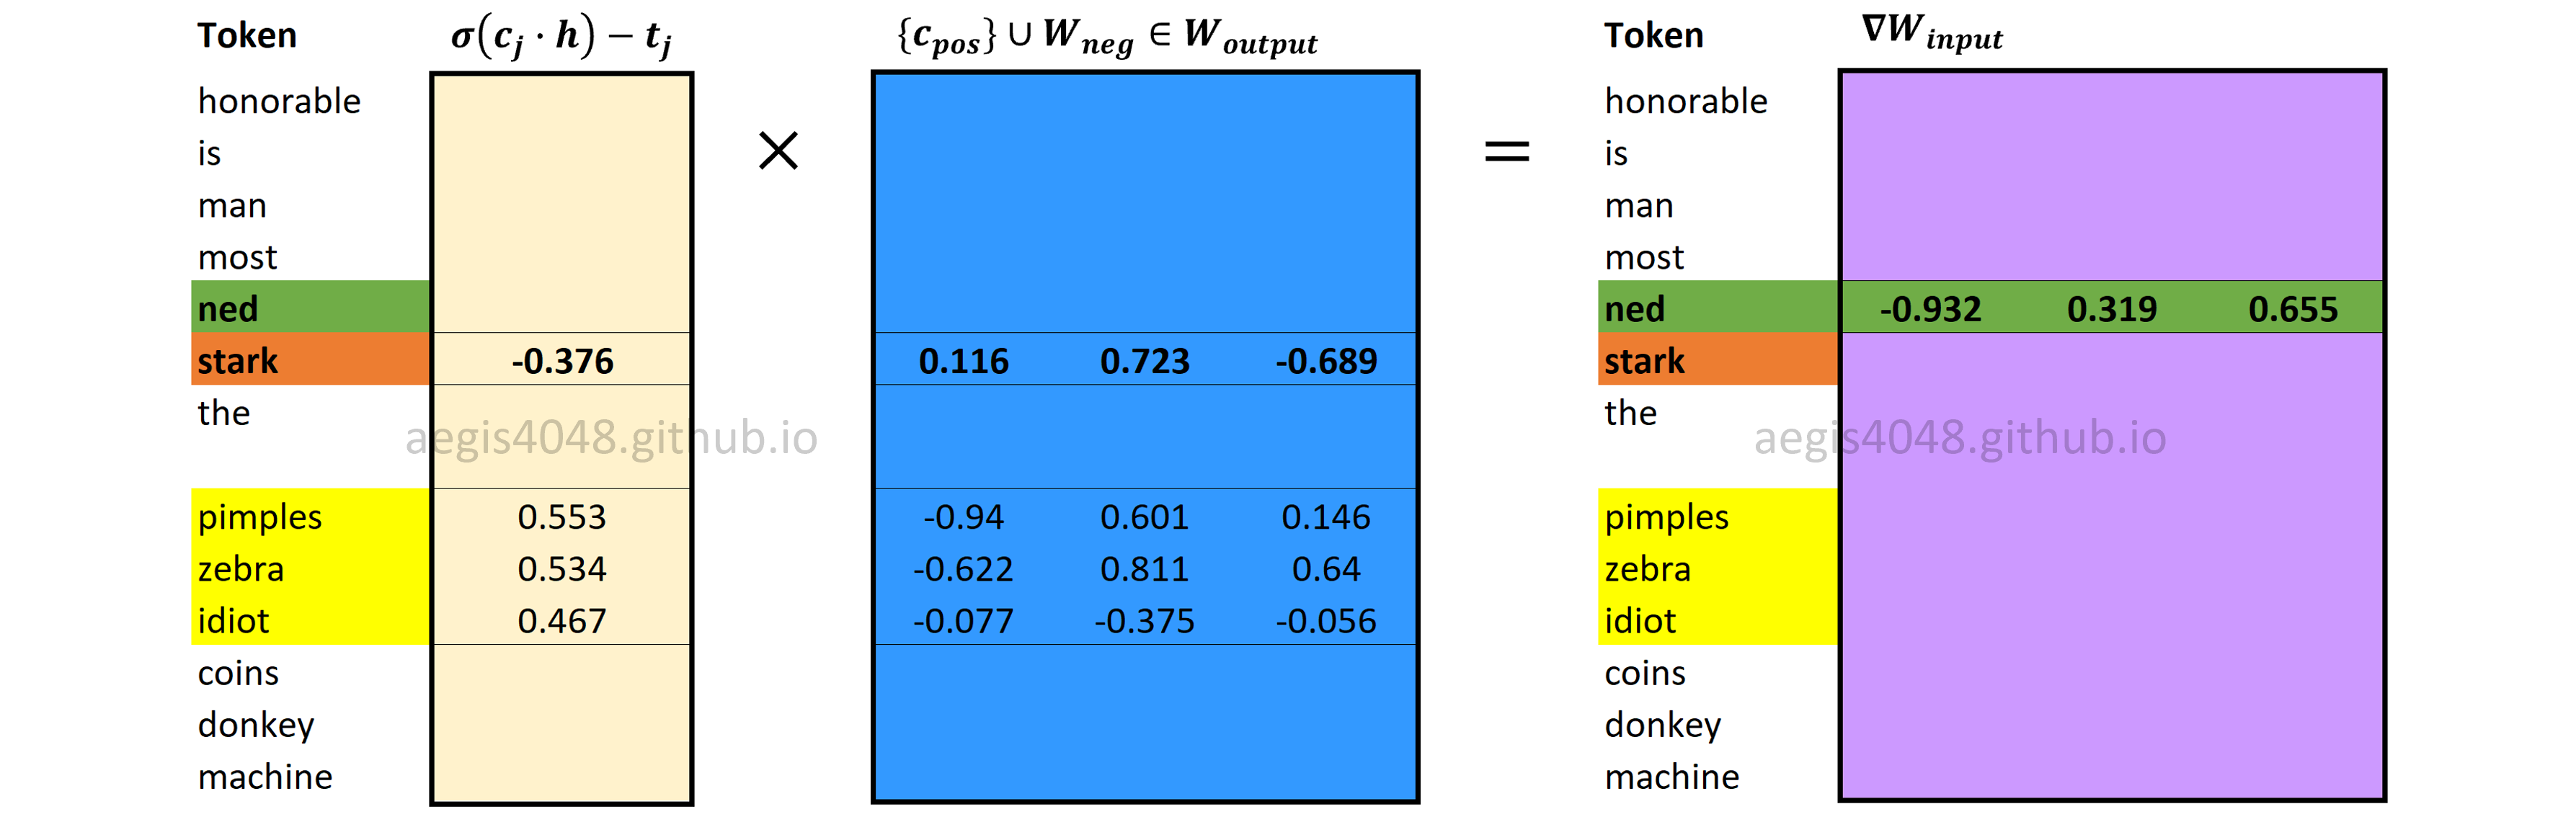 Token σ(c_j · h) − t_j {c_pos} ∪ W_neg ∈ W_output Token ∇W_input
honorable honorable
is × = is
man man
most most
ned ned -0.932 0.319 0.655
stark -0.376 0.116 0.723 -0.689 stark
the the
aegis4048.github.io aegis4048.github.io
pimples 0.553 -0.94 0.601 0.146 pimples
zebra 0.534 -0.622 0.811 0.64 zebra
idiot 0.467 -0.077 -0.375 -0.056 idiot
coins coins
donkey donkey
machine machine